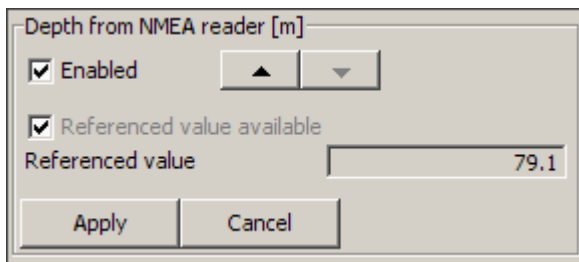 Depth from NMEA reader [m]
Enabled
Referenced value available
Referenced value 79.1
Apply Cancel